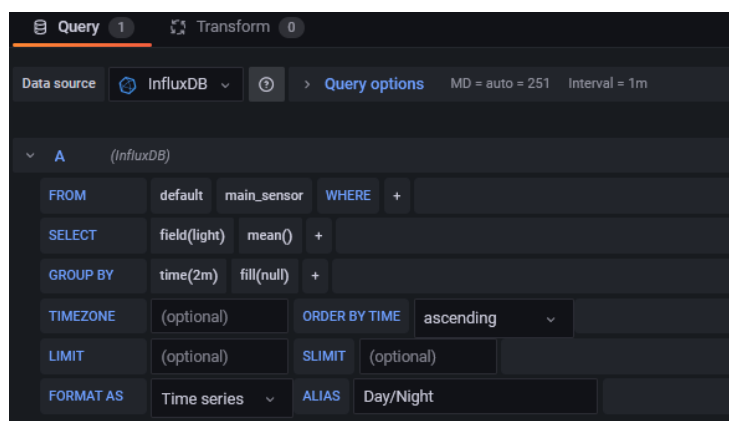 Query 1 Transform 0
Data source InfluxDB Query options MD = auto = 251 Interval = 1m
A (InfluxDB)
FROM default main_sensor WHERE +
SELECT field(light) mean() +
GROUP BY time(2m) fill(null) +
TIMEZONE (optional) ORDER BY TIME ascending
LIMIT (optional) SLIMIT (optional)
FORMAT AS Time series ALIAS Day/Night